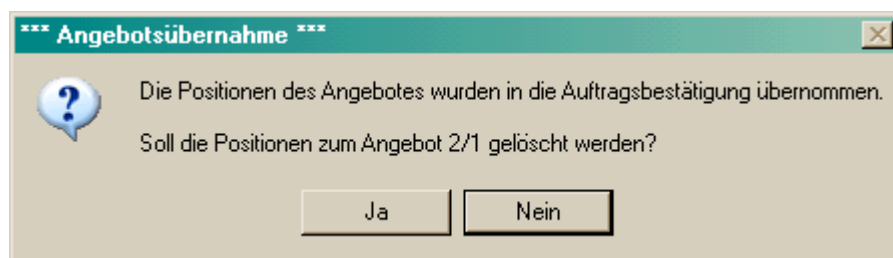 *** Angebotsübernahme ***
Die Positionen des Angebotes wurden in die Auftragsbestätigung übernommen.
Soll die Positionen zum Angebot 2/1 gelöscht werden?
Ja
Nein